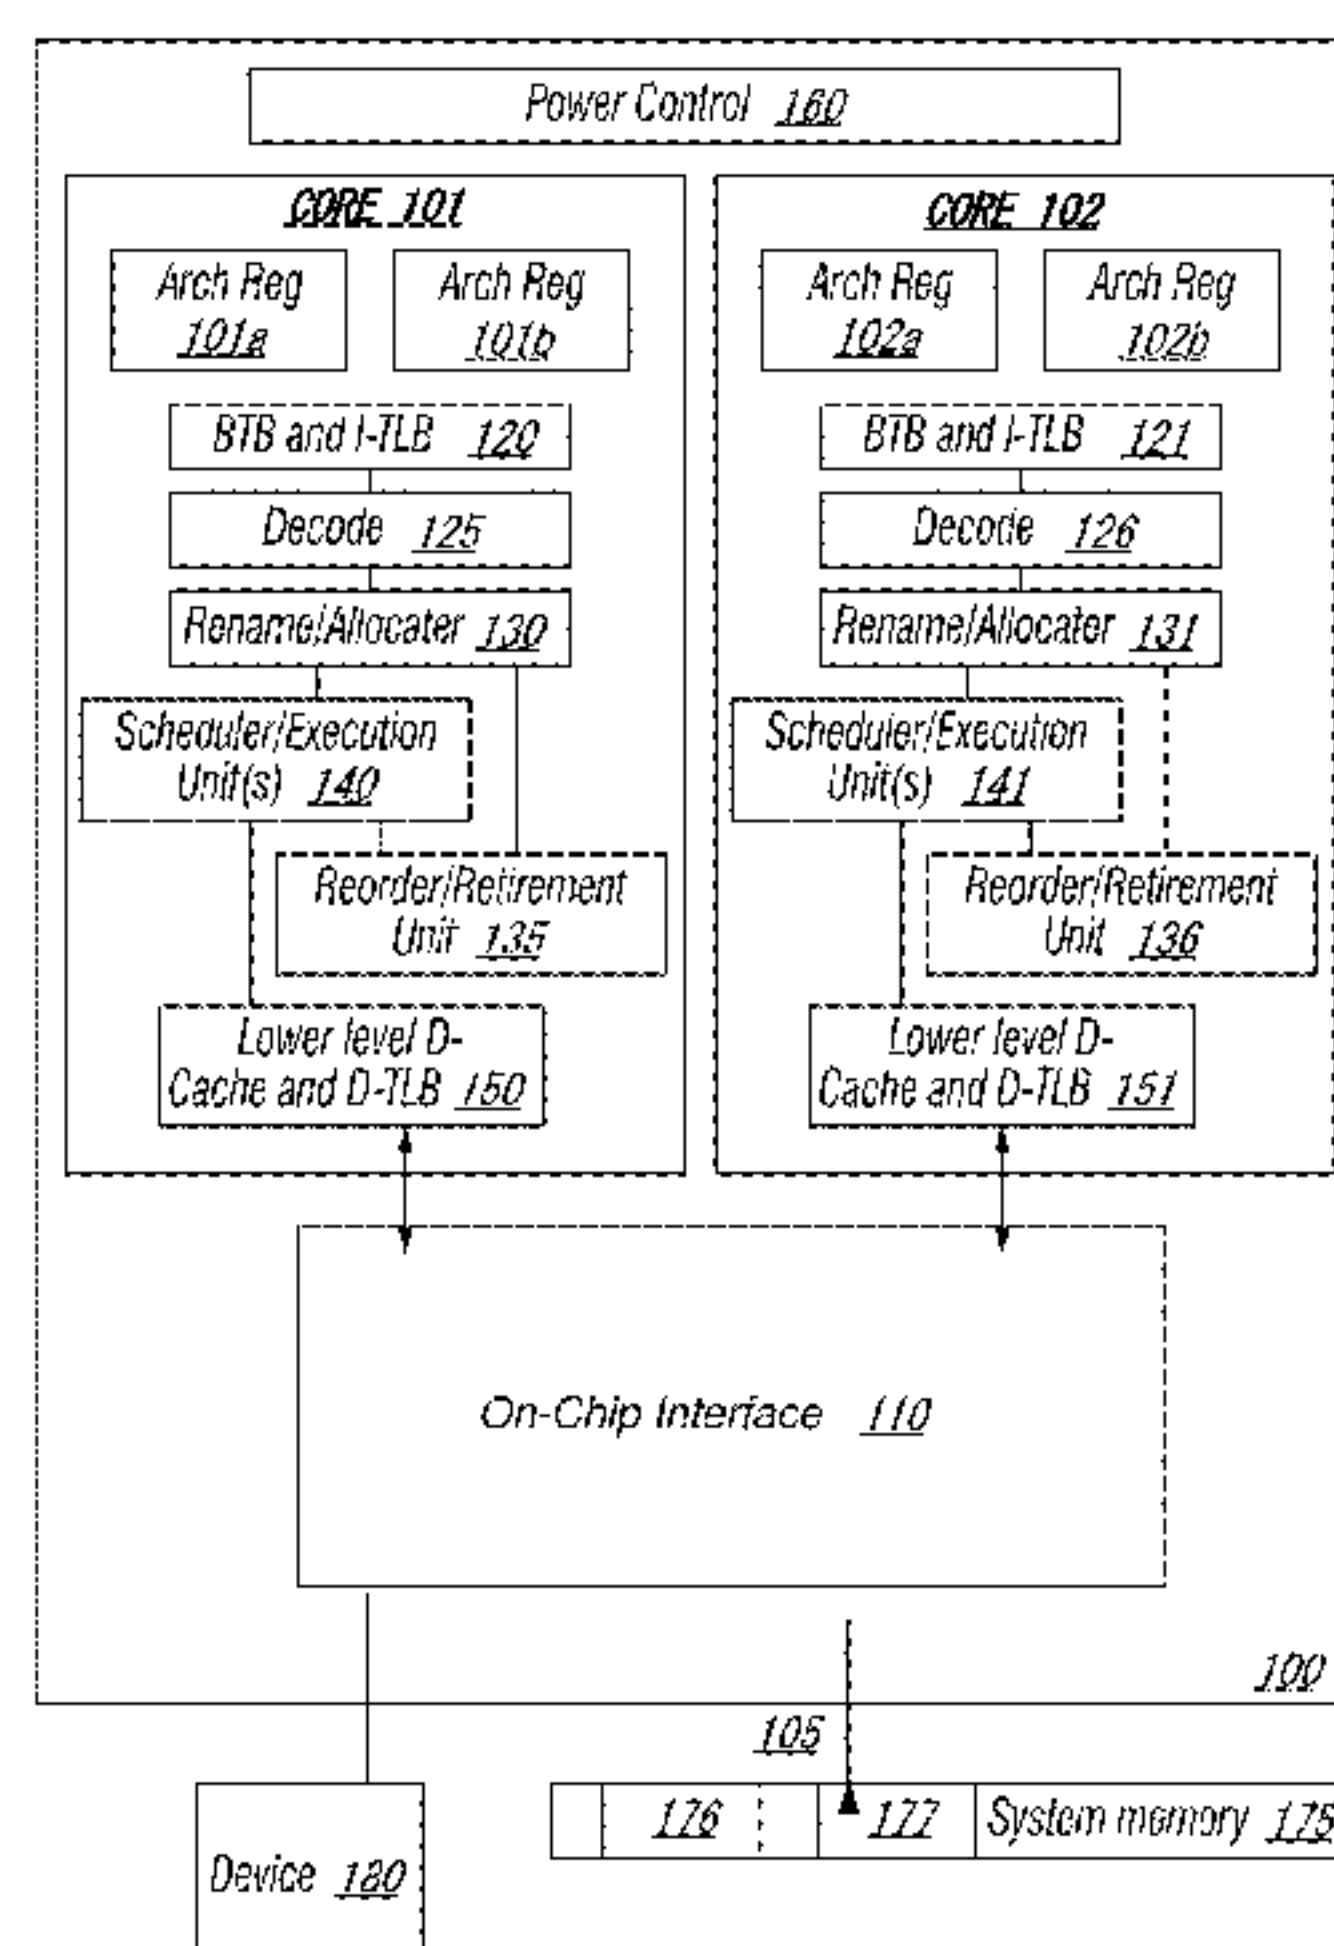 Power Control 160
CORE 101
Arch Reg
101a
Arch Reg
101b
BTB and I-TLB 120
Decode 125
Rename/Allocater 130
Scheduler/Execution
Unit(s) 140
Reorder/Retirement
Unit 135
Lower level D-
Cache and D-TLB 150
CORE 102
Arch Reg
102a
Arch Reg
102b
BTB and I-TLB 121
Decode 126
Rename/Allocater 131
Scheduler/Execution
Unit(s) 141
Reorder/Retirement
Unit 136
Lower level D-
Cache and D-TLB 151
On-Chip Interface 110
100
105
176
177
System memory 175
Device 180